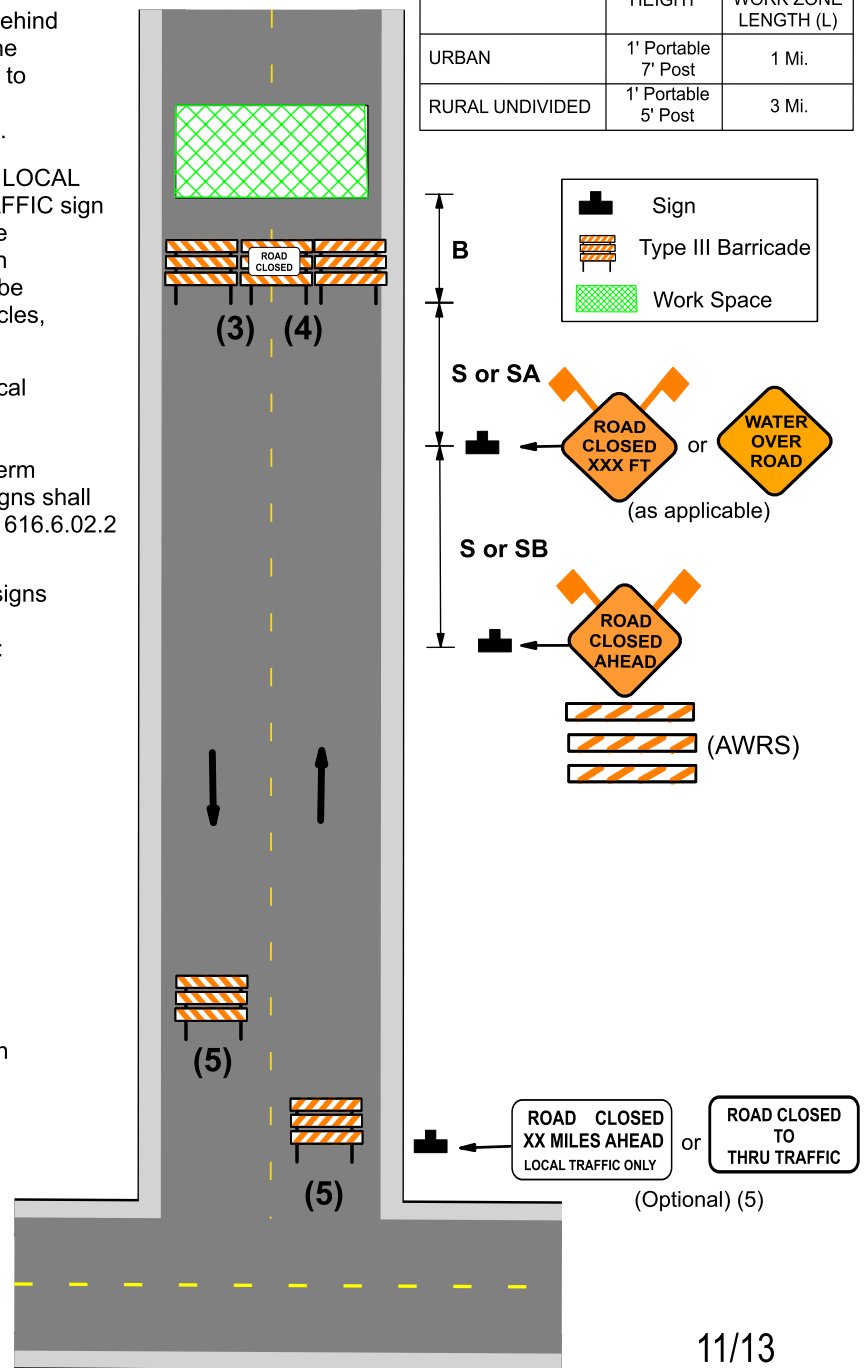 ehind
ne
to
.
LOCAL
AFFIC sign
e
n
be
cles,
cal
erm
gns shall
616.6.02.2
signs
:
n
HEIGHT
WORK ZONE
LENGTH (L)
URBAN
1' Portable
7' Post
1 Mi.
RURAL UNDIVIDED
1' Portable
5' Post
3 Mi.
Sign
Type III Barricade
Work Space
ROAD
CLOSED
(3) (4)
B
S or SA
ROAD
CLOSED
XXX FT
or
WATER
OVER
ROAD
(as applicable)
S or SB
ROAD
CLOSED
AHEAD
(AWRS)
(5)
(5)
ROAD CLOSED
XX MILES AHEAD
LOCAL TRAFFIC ONLY
or
ROAD CLOSED
TO
THRU TRAFFIC
(Optional) (5)
11/13